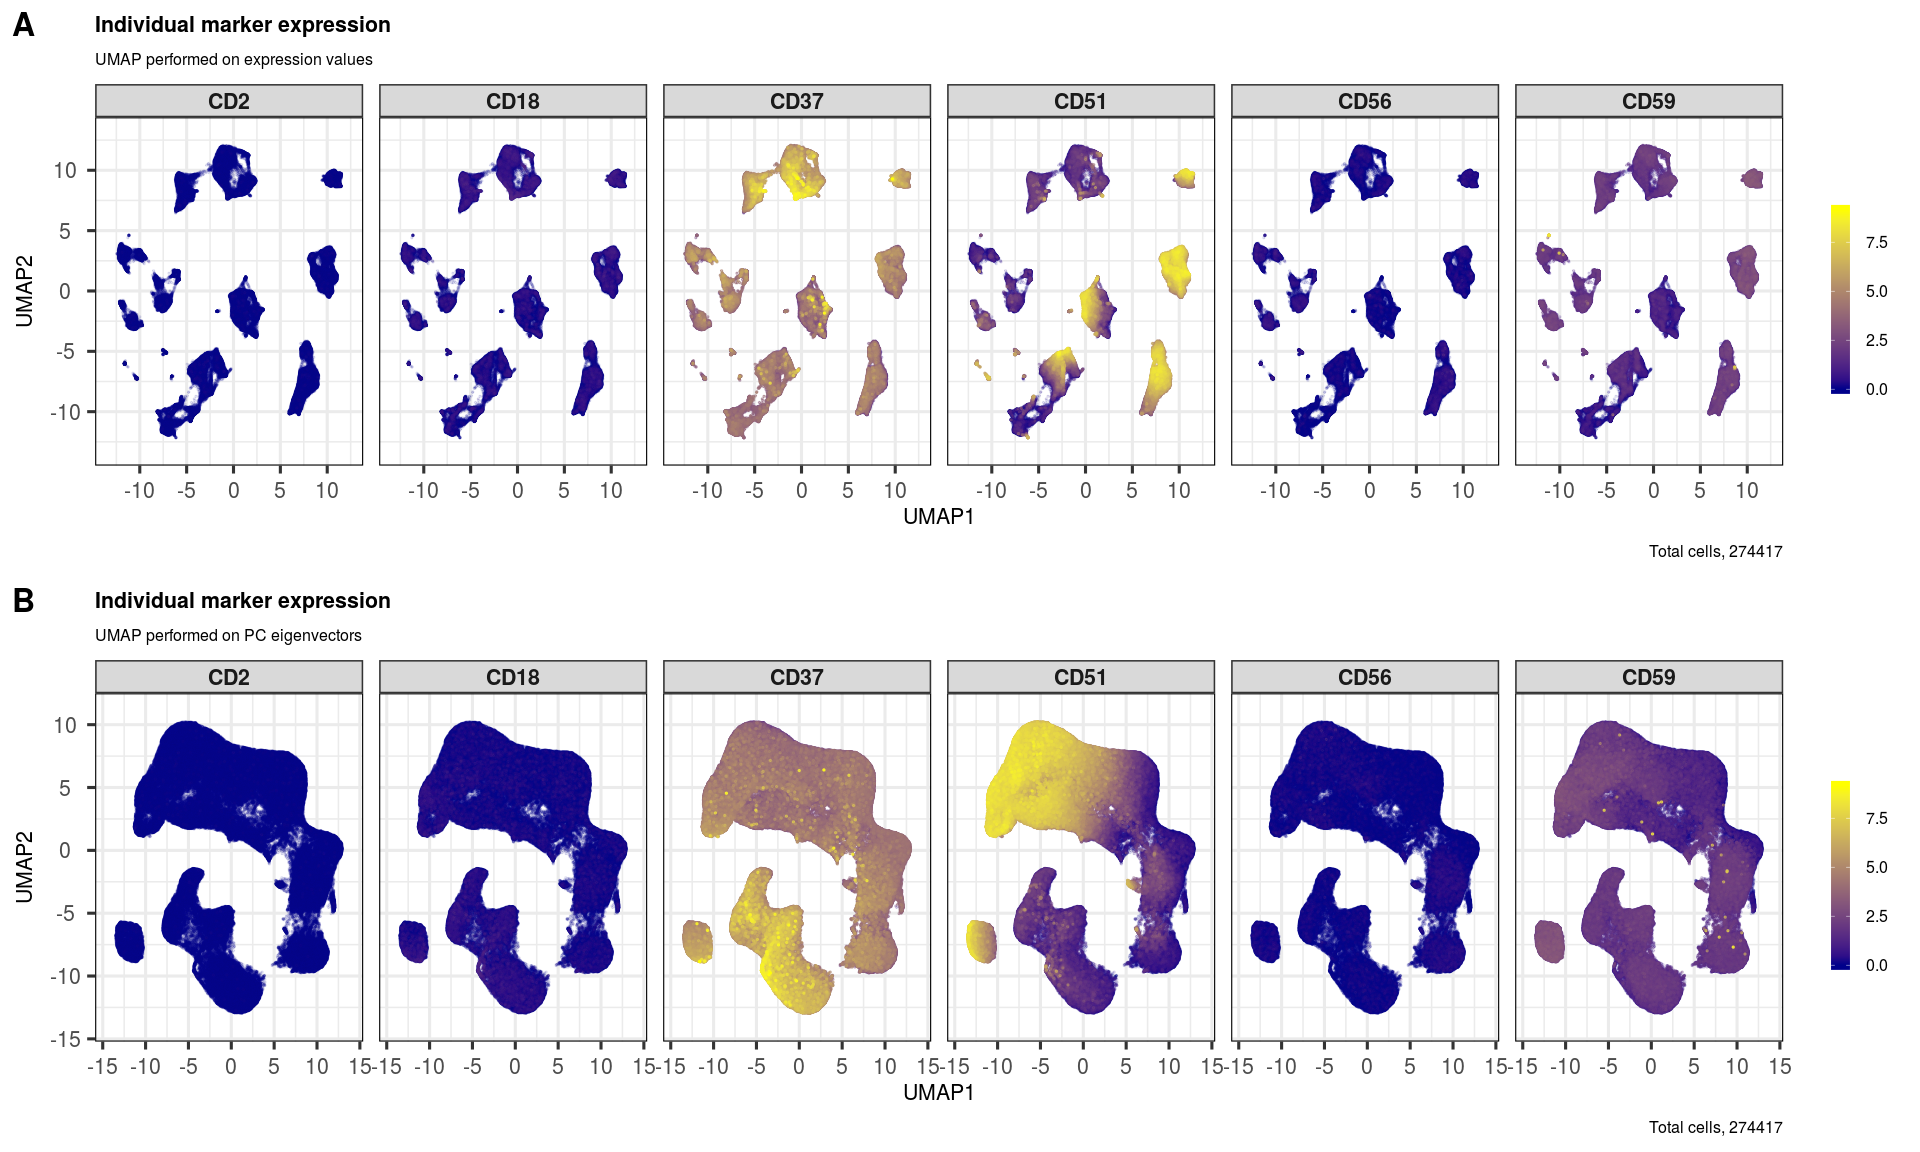 A
Individual marker expression
UMAP performed on expression values
CD2 CD18 CD37 CD51 CD56 CD59
10
5
0
-5
-10
UMAP2
-10 -5 0 5 10 -10 -5 0 5 10 -10 -5 0 5 10 -10 -5 0 5 10 -10 -5 0 5 10 -10 -5 0 5 10
UMAP1
7.5
5.0
2.5
0.0
Total cells, 274417
B
Individual marker expression
UMAP performed on PC eigenvectors
CD2 CD18 CD37 CD51 CD56 CD59
10
5
0
-5
-10
-15
UMAP2
-15 -10 -5 0 5 10 15 -15 -10 -5 0 5 10 15 -15 -10 -5 0 5 10 15 -15 -10 -5 0 5 10 15 -15 -10 -5 0 5 10 15 -15 -10 -5 0 5 10 15
UMAP1
7.5
5.0
2.5
0.0
Total cells, 274417